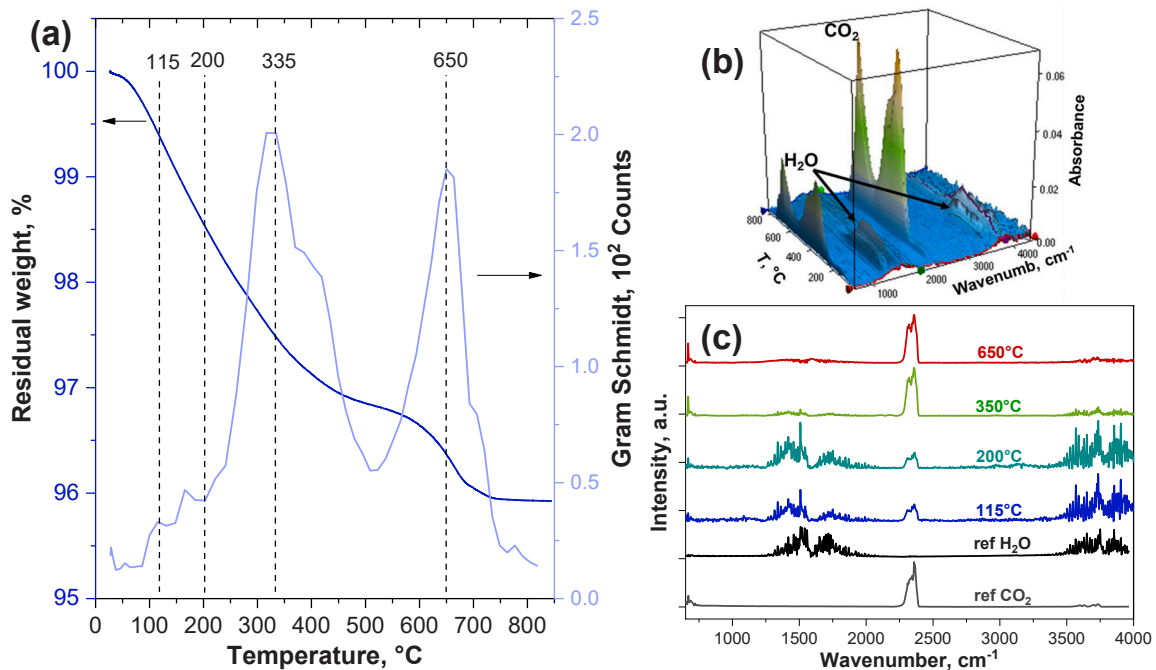 (a)
115 200 335 650
100
99
98
97
96
95
Residual weight, %
0 100 200 300 400 500 600 700 800
Temperature, °C
2.5
2.0
1.5
1.0
0.5
0.0
Gram Schmidt, 10² Counts
(b)
CO₂
H₂O
0.06
0.04
0.02
0.00
Absorbance
800
600
400
200
T, °C
1000 2000 3000 4000
Wavenumb, cm⁻¹
(c)
650°C
350°C
200°C
115°C
ref H₂O
ref CO₂
Intensity, a.u.
1000 1500 2000 2500 3000 3500 4000
Wavenumber, cm⁻¹